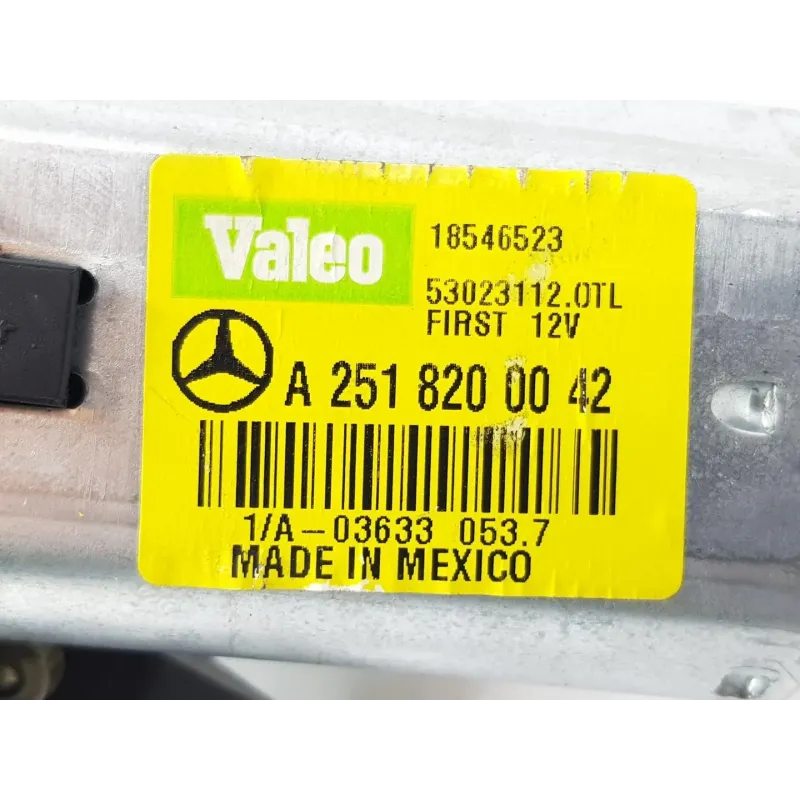 Valeo
18546523
53023112.0TL
FIRST 12V
A 251 820 00 42
1/A-03633 053.7
MADE IN MEXICO